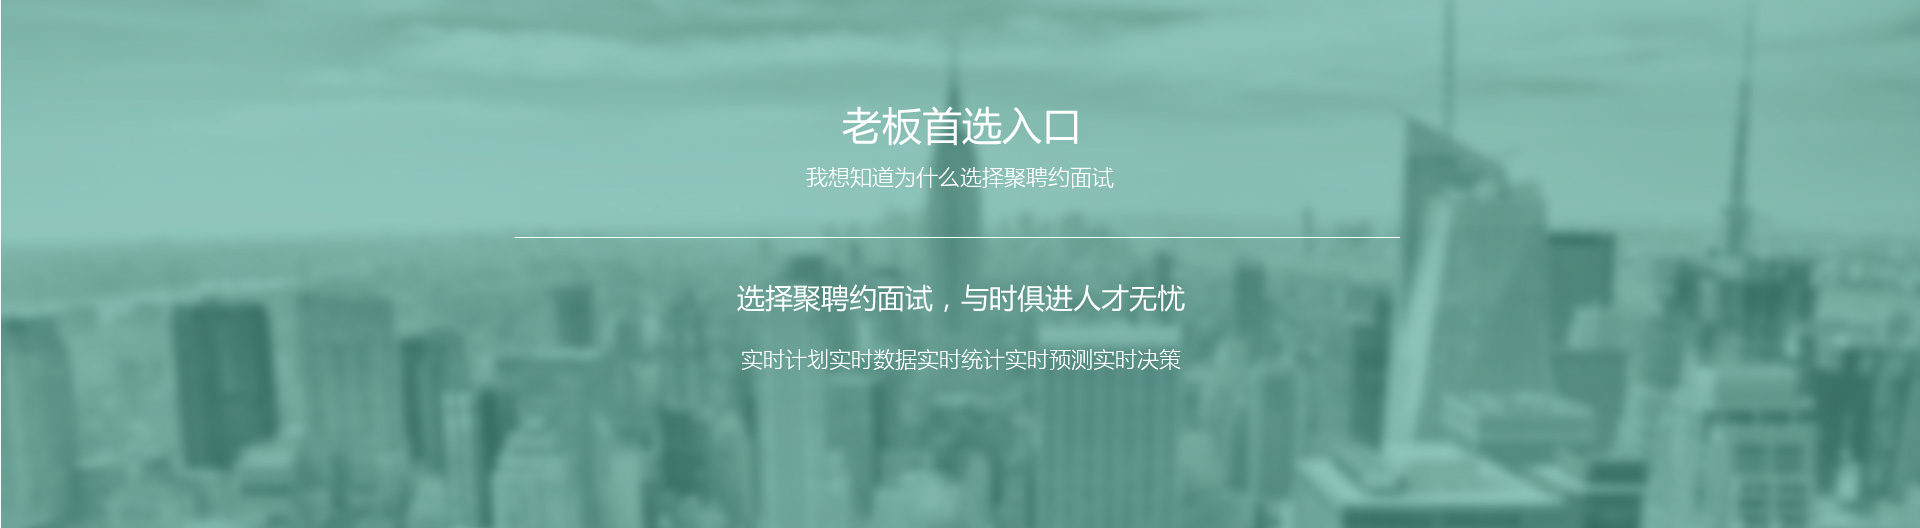 老板首选入口
我想知道为什么选择聚聘约面试
选择聚聘约面试，与时俱进人才无忧
实时计划实时数据实时统计实时预测实时决策